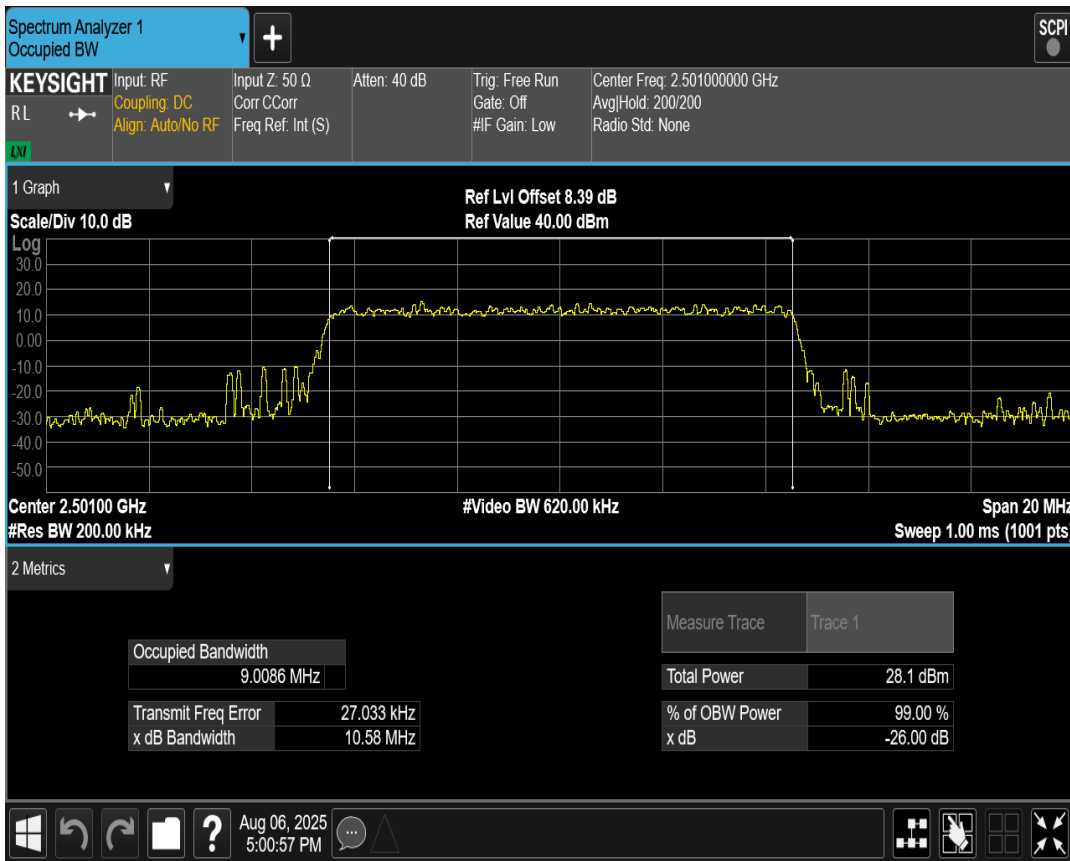 Spectrum Analyzer 1
Occupied BW
+
SCPI
KEYSIGHT
RL
LXI
Input: RF
Coupling: DC
Align: Auto/No RF
Input Z: 50 Ω
Corr CCorr
Freq Ref: Int (S)
Atten: 40 dB
Trig: Free Run
Gate: Off
#IF Gain: Low
Center Freq: 2.501000000 GHz
Avg|Hold: 200/200
Radio Std: None
1 Graph
Scale/Div 10.0 dB
Ref Lvl Offset 8.39 dB
Ref Value 40.00 dBm
Log
30.0
20.0
10.0
0.00
-10.0
-20.0
-30.0
-40.0
-50.0
Center 2.50100 GHz
#Video BW 620.00 kHz
Span 20 MHz
#Res BW 200.00 kHz
Sweep 1.00 ms (1001 pts)
2 Metrics
Measure Trace Trace 1
Occupied Bandwidth
9.0086 MHz
Total Power 28.1 dBm
Transmit Freq Error 27.033 kHz
% of OBW Power 99.00 %
x dB Bandwidth 10.58 MHz
x dB -26.00 dB
?
Aug 06, 2025
5:00:57 PM